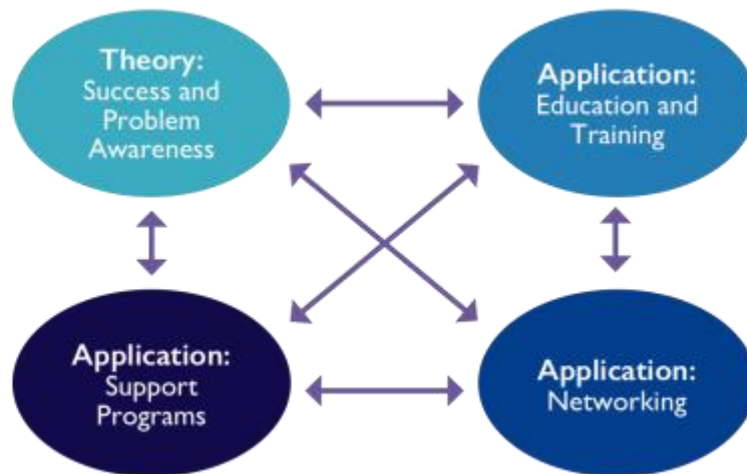 Theory:
Success and
Problem
Awareness
Application:
Education and
Training
Application:
Support
Programs
Application:
Networking